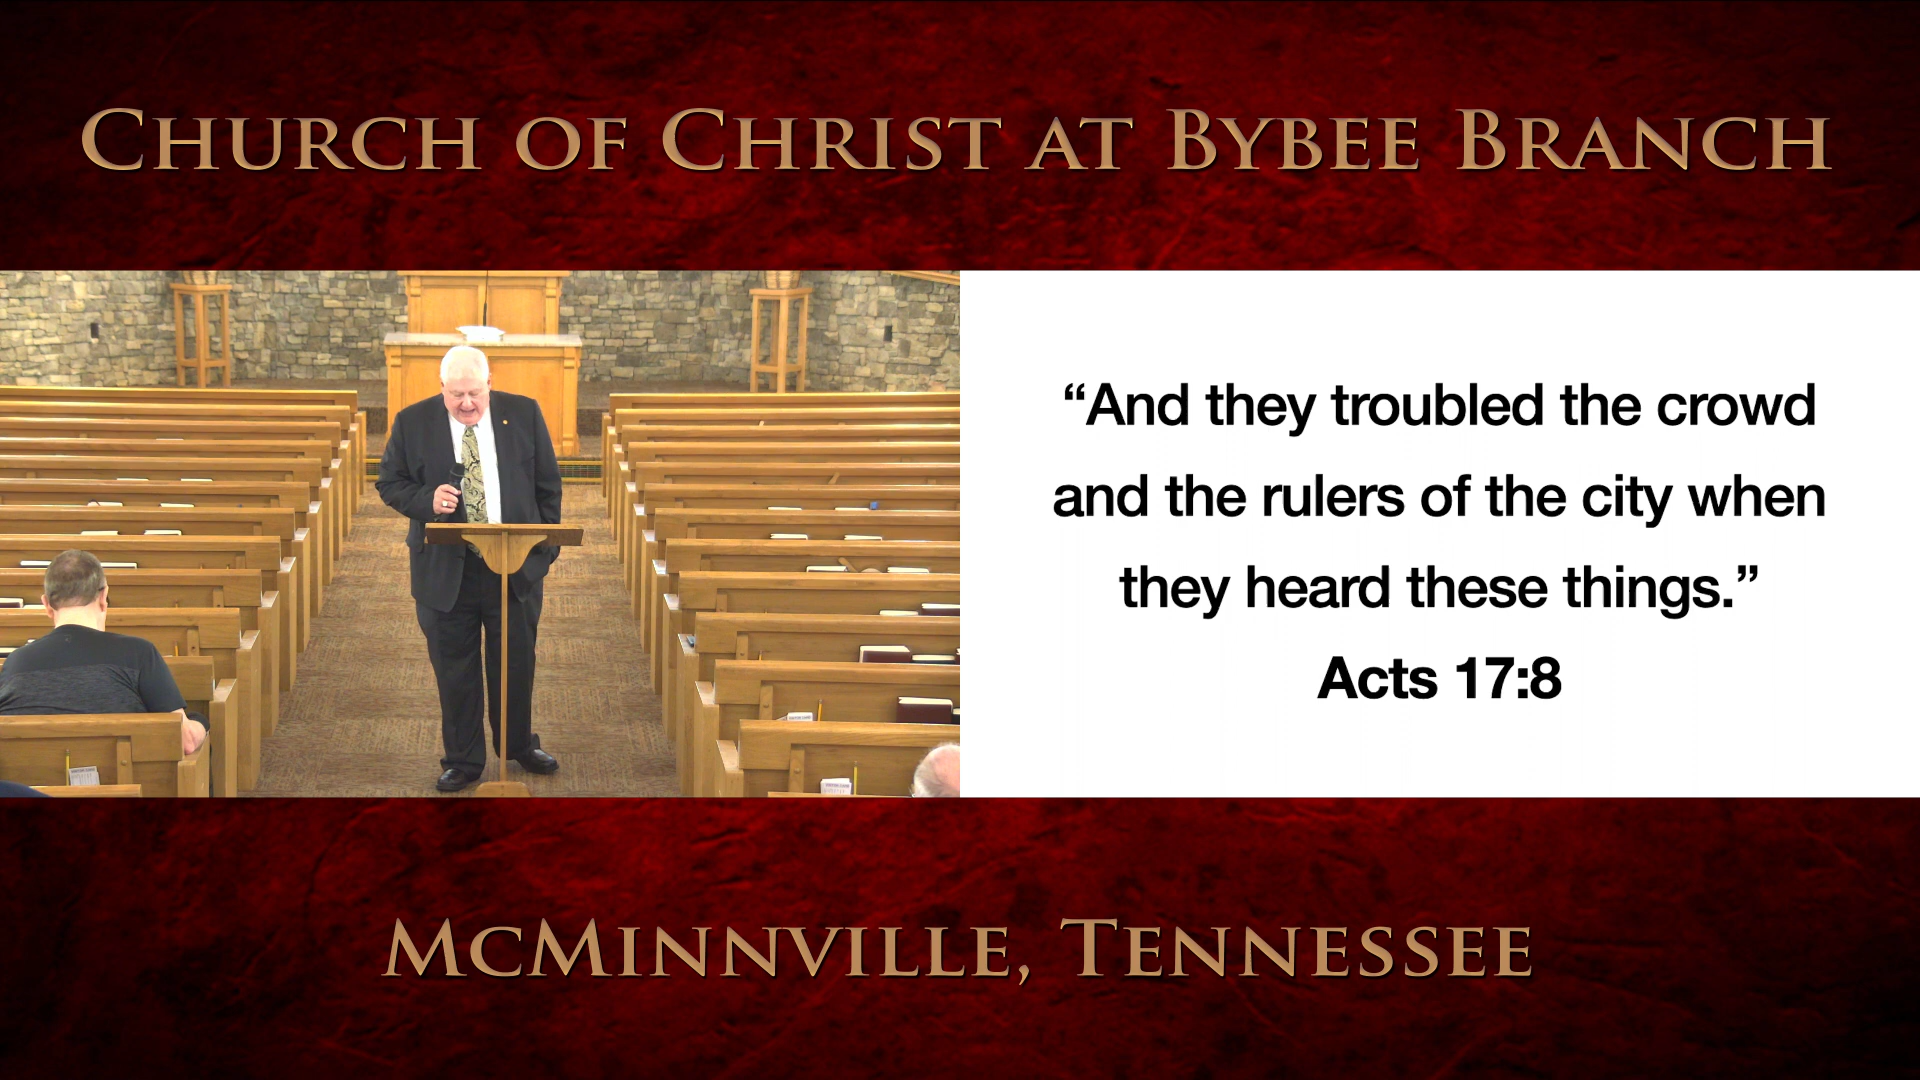 CHURCH OF CHRIST AT BYBEE BRANCH
“And they troubled the crowd
and the rulers of the city when
they heard these things.”
Acts 17:8
MCMINNVILLE, TENNESSEE